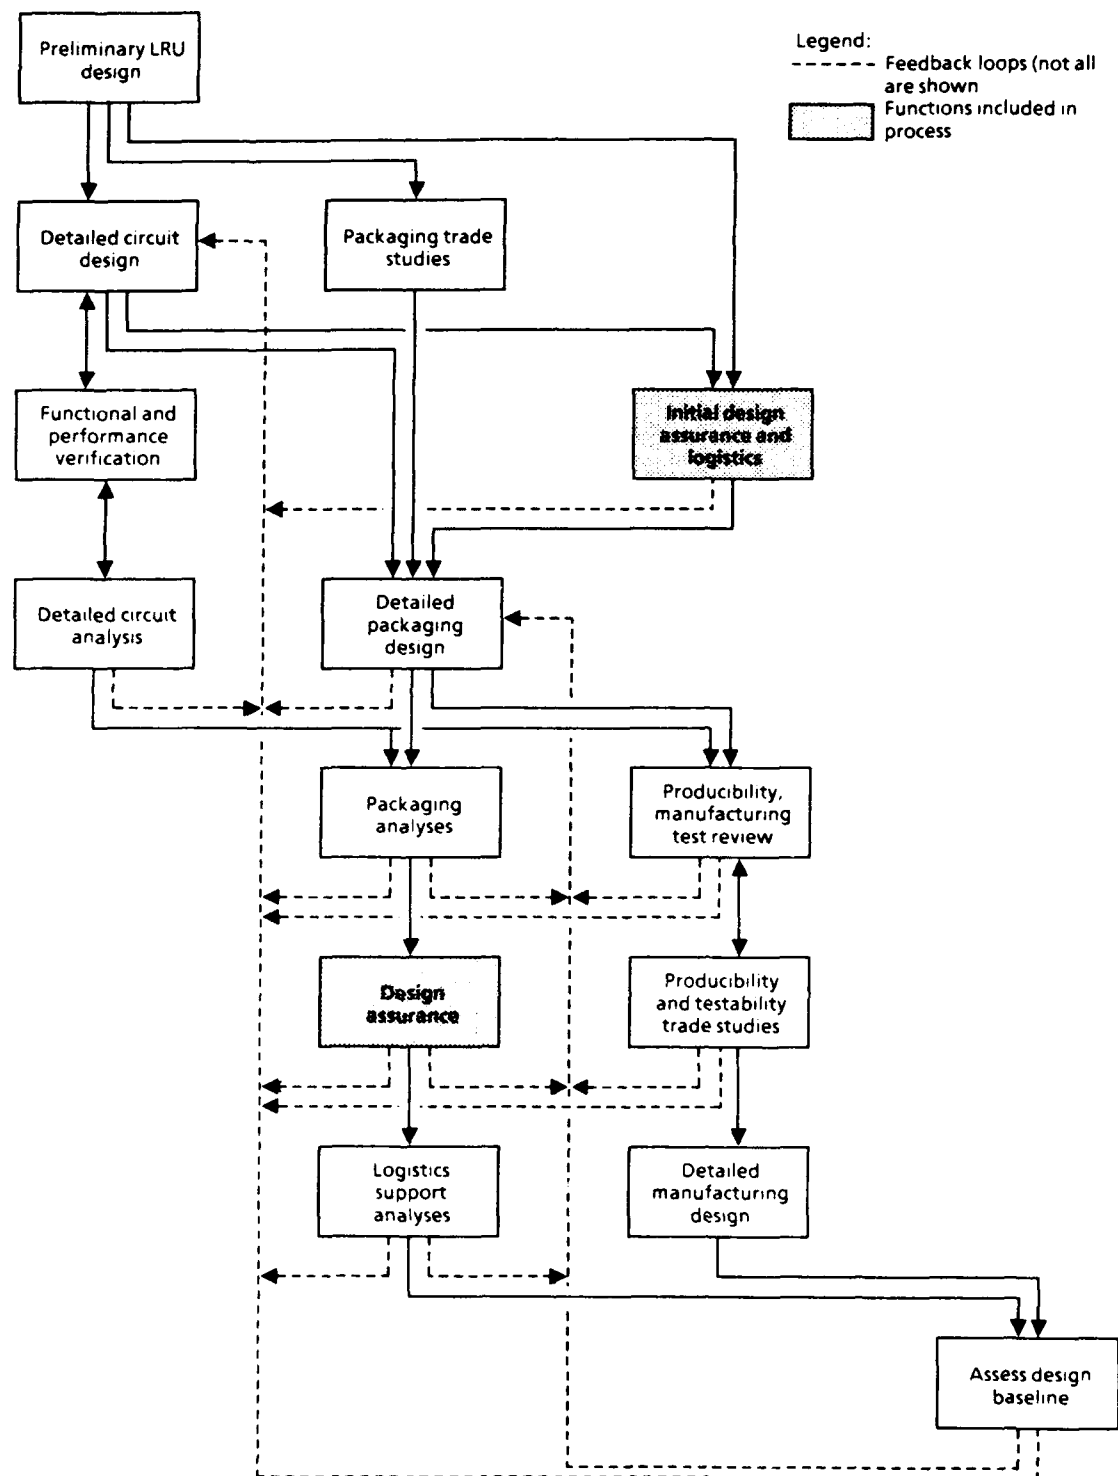 Preliminary LRU
design
Legend:
Feedback loops (not all
are shown
Functions included in
process
Detailed circuit
design
Packaging trade
studies
Functional and
performance
verification
Initial design
assurance and
logistics
Detailed circuit
analysis
Detailed
packaging
design
Packaging
analyses
Producibility,
manufacturing
test review
Design
assurance
Producibility
and testability
trade studies
Logistics
support
analyses
Detailed
manufacturing
design
Assess design
baseline